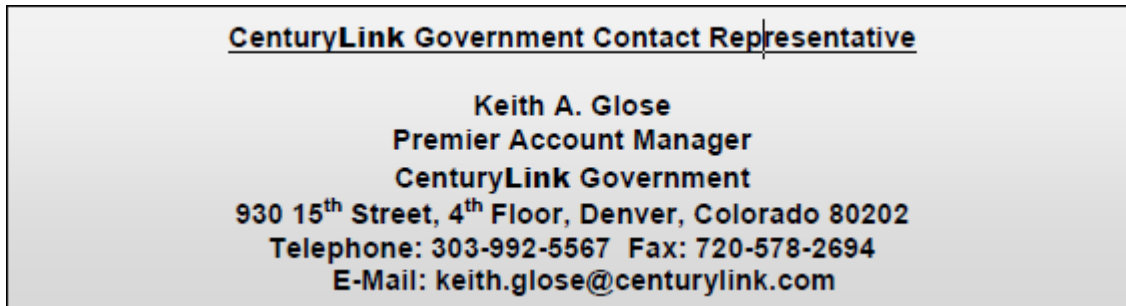 CenturyLink Government Contact Representative
Keith A. Glose
Premier Account Manager
CenturyLink Government
930 15th Street, 4th Floor, Denver, Colorado 80202
Telephone: 303-992-5567 Fax: 720-578-2694
E-Mail: keith.glose@centurylink.com